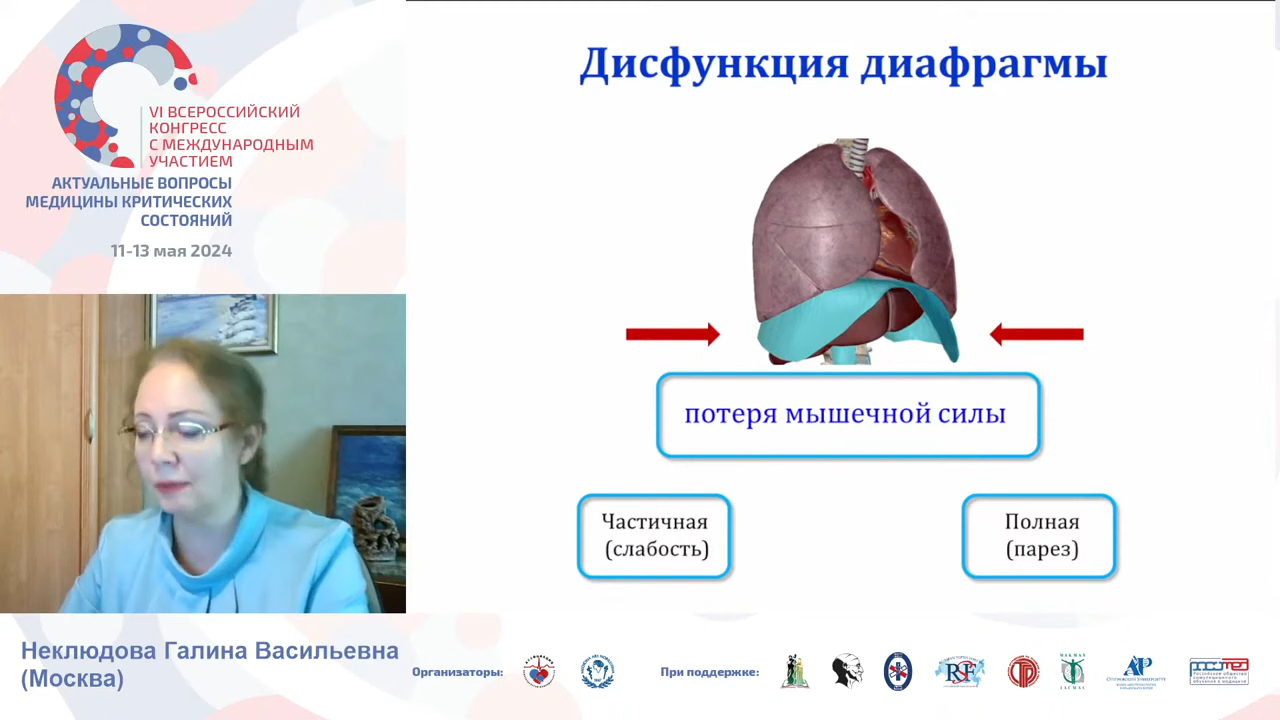 VI ВСЕРОССИЙСКИЙ
КОНГРЕСС
С МЕЖДУНАРОДНЫМ
УЧАСТИЕМ
АКТУАЛЬНЫЕ ВОПРОСЫ
МЕДИЦИНЫ КРИТИЧЕСКИХ
СОСТОЯНИЙ
11-13 мая 2024
Дисфункция диафрагмы
потеря мышечной силы
Частичная
(слабость)
Полная
(парез)
Неклюдова Галина Васильевна
(Москва)
Организаторы:
При поддержке: